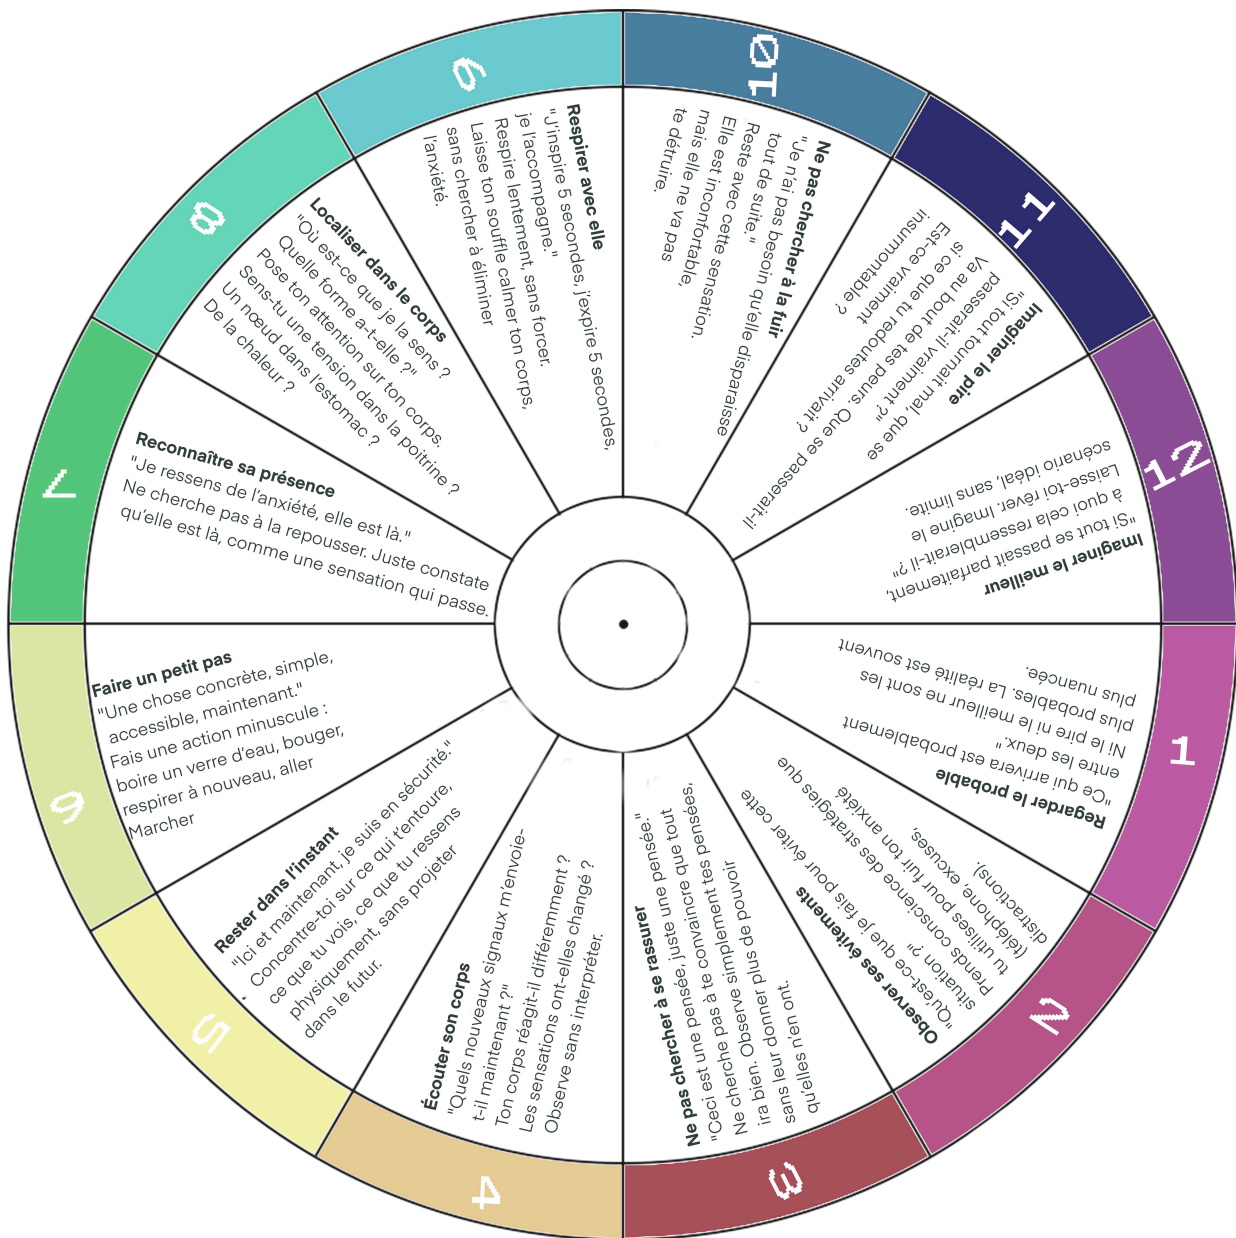 1
Regarder le probable
"Ce qui arrivera est probablement
entre les deux. "
Ni le pire ni le meilleur ne sont les
plus probables. La réalité est souvent
plus nuancée.
2
Observer ses évitements
"Qu'est-ce que je fais pour éviter cette
situation ?"
Prends conscience des stratégies que
tu utilises pour fuir ton anxiété
(téléphone, excuses,
distractions).
3
Ne pas chercher à se rassurer
"Ceci est une pensée, juste une pensée."
Ne cherche pas à te convaincre que tout
ira bien. Observe simplement tes pensées,
sans leur donner plus de pouvoir
qu'elles n'en ont.
4
Écouter son corps
"Quels nouveaux signaux m'envoie-
t-il maintenant ?"
Ton corps réagit-il différemment ?
Les sensations ont-elles changé ?
Observe sans interpréter.
5
Rester dans l'instant
"Ici et maintenant, je suis en sécurité."
Concentre-toi sur ce qui t'entoure,
ce que tu vois, ce que tu ressens
physiquement, sans projeter
dans le futur.
6
Faire un petit pas
"Une chose concrète, simple,
accessible, maintenant."
Fais une action minuscule :
boire un verre d'eau, bouger,
respirer à nouveau, aller
Marcher
7
Reconnaître sa présence
"Je ressens de l'anxiété, elle est là."
Ne cherche pas à la repousser. Juste constate
qu'elle est là, comme une sensation qui passe.
8
Localiser dans le corps
"Où est-ce que je la sens ?
Quelle forme a-t-elle ?"
Pose ton attention sur ton corps.
Sens-tu une tension dans la poitrine ?
Un nœud dans l'estomac ?
De la chaleur ?
9
Respirer avec elle
"J'inspire 5 secondes, j'expire 5 secondes,
je l'accompagne."
Respire lentement, sans forcer.
Laisse ton souffle calmer ton corps,
sans chercher à éliminer
l'anxiété.
10
Ne pas chercher à la fuir
"Je n'ai pas besoin qu'elle disparaisse
tout de suite."
Reste avec cette sensation.
Elle est inconfortable,
mais elle ne va pas
te détruire.
11
Imaginer le pire
"Si tout tournait mal, que se
passerait-il vraiment ?"
Va au bout de tes peurs. Que se passerait-il
si ce que tu redoutes arrivait ?
Est-ce vraiment
insurmontable ?
12
Imaginer le meilleur
"Si tout se passait parfaitement,
à quoi cela ressemblerait-il ?"
Laisse-toi rêver. Imagine le
scénario idéal, sans limite.